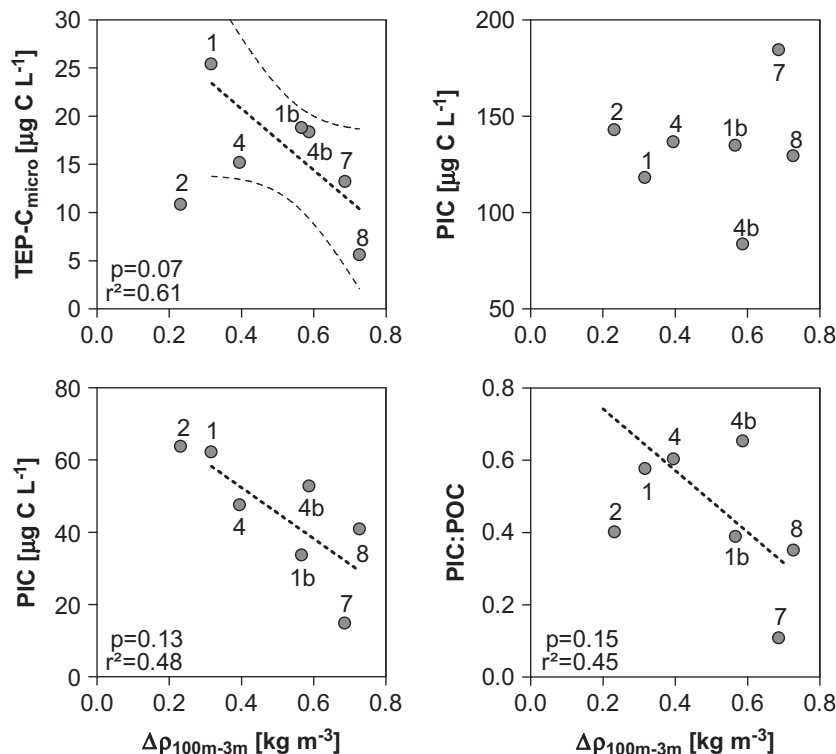 TEP-C_micro [µg C L⁻¹]
30
25
20
15
10
5
0
1
1b
4b
4
7
2
8
p=0.07
r²=0.61
0.0 0.2 0.4 0.6 0.8
PIC [µg C L⁻¹]
200
150
100
50
7
2
4
1b
8
1
4b
0.0 0.2 0.4 0.6 0.8
PIC [µg C L⁻¹]
80
60
40
20
0
2 1
4b
4
8
1b
7
p=0.13
r²=0.48
0.0 0.2 0.4 0.6 0.8
Δρ100m-3m [kg m⁻³]
PIC:POC
0.8
0.6
0.4
0.2
0.0
4b
4
1
2
8
1b
7
p=0.15
r²=0.45
0.0 0.2 0.4 0.6 0.8
Δρ100m-3m [kg m⁻³]